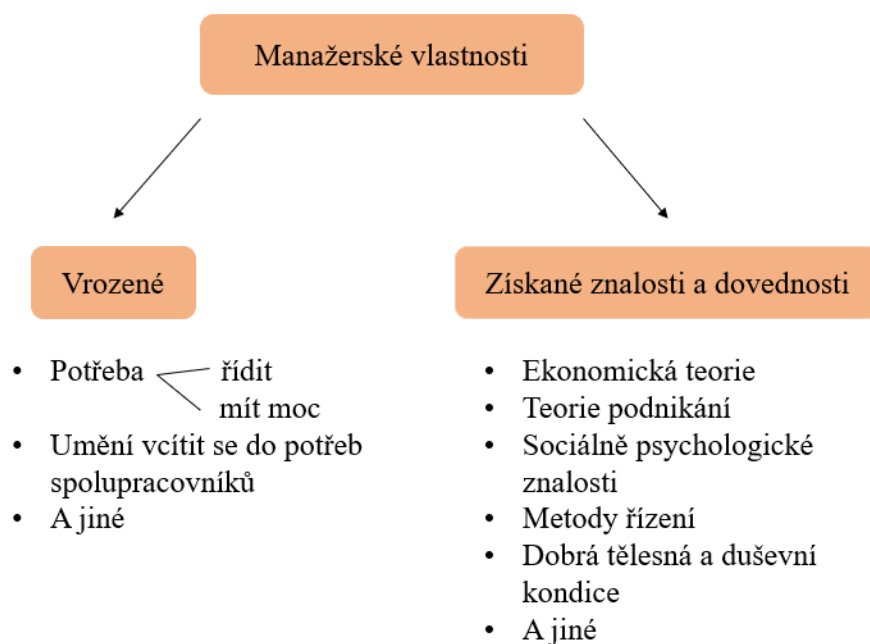 Manažerské vlastnosti
Vrozené
• Potřeba
řídit
mít moc
• Umění vcítit se do potřeb
spolupracovníků
• A jiné
Získané znalosti a dovednosti
• Ekonomická teorie
• Teorie podnikání
• Sociálně psychologické
znalosti
• Metody řízení
• Dobrá tělesná a duševní
kondice
• A jiné